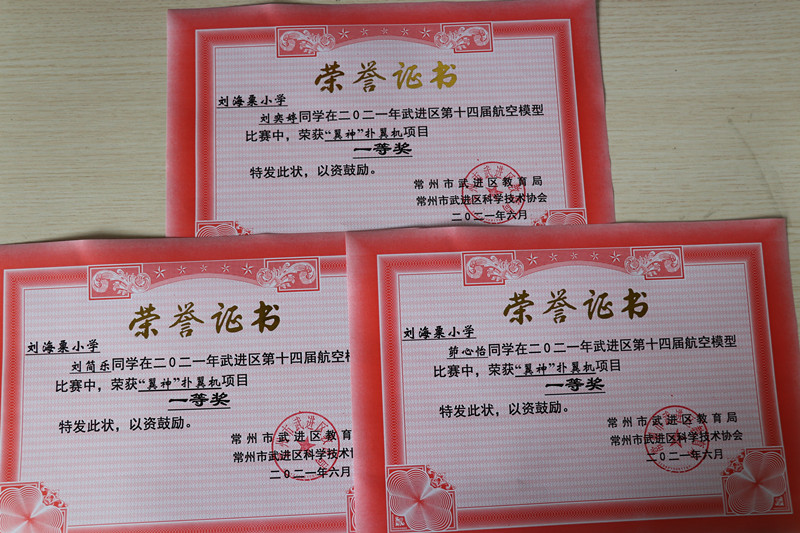 荣誉证书
刘海粟小学
刘奕婷同学在二〇二一年武进区第十四届航空模型
比赛中，荣获“翼神”扑翼机项目
一等奖
特发此状，以资鼓励。
常州市武进区教育局
常州市武进区科学技术协会
二〇二一年六月
荣誉证书
刘海粟小学
刘简乐同学在二〇二一年武进区第十四届航空模
比赛中，荣获“翼神”扑翼机项目
一等奖
特发此状，以资鼓励。
常州市武进区教育
常州市武进区科学技术
二〇二一年六月
荣誉证书
刘海粟小学
茆心怡同学在二〇二一年武进区第十四届航空模型
比赛中，荣获“翼神”扑翼机项目
一等奖
特发此状，以资鼓励。
常州市武进区教育局
常州市武进区科学技术协会
二〇二一年六月